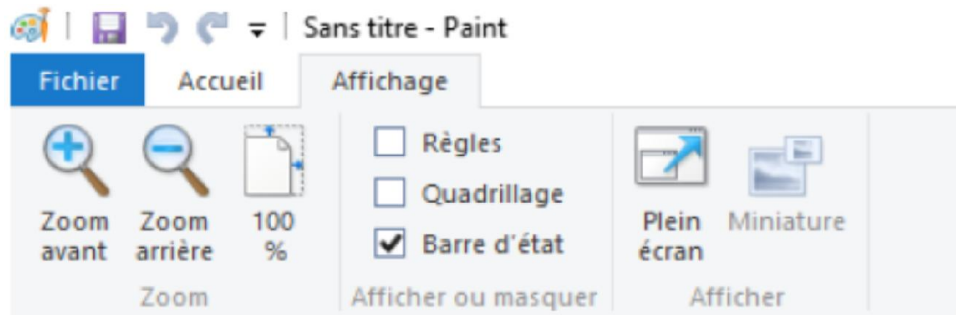 Sans titre - Paint
Fichier Accueil Affichage
Zoom avant
Zoom arrière
100 %
Zoom
Règles
Quadrillage
Barre d'état
Afficher ou masquer
Plein écran
Miniature
Afficher